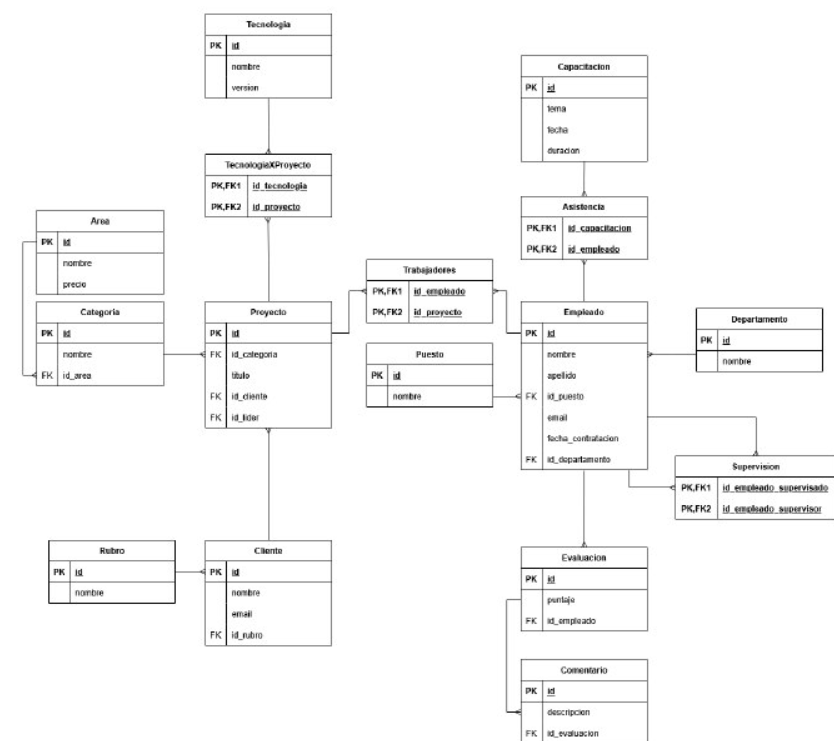 Tecnologia
PK id
nombre
version
TecnologiaXProyecto
PK,FK1 id_tecnologia
PK,FK2 id_proyecto
Area
PK id
nombre
precio
Categoria
PK id
nombre
FK id_area
Proyecto
PK id
FK id_categoria
titulo
FK id_cliente
FK id_lider
Trabajadores
PK,FK1 id_empleado
PK,FK2 id_proyecto
Puesto
PK id
nombre
Capacitacion
PK id
tema
fecha
duracion
Asistencia
PK,FK1 id_capacitacion
PK,FK2 id_empleado
Empleado
PK id
nombre
apellido
FK id_puesto
email
fecha_contratacion
FK id_departamento
Departamento
PK id
nombre
Supervision
PK,FK1 id_empleado_supervisado
PK,FK2 id_empleado_supervisor
Rubro
PK id
nombre
Cliente
PK id
nombre
email
FK id_rubro
Evaluacion
PK id
puntaje
FK id_empleado
Comentario
PK id
descripcion
FK id_evaluacion